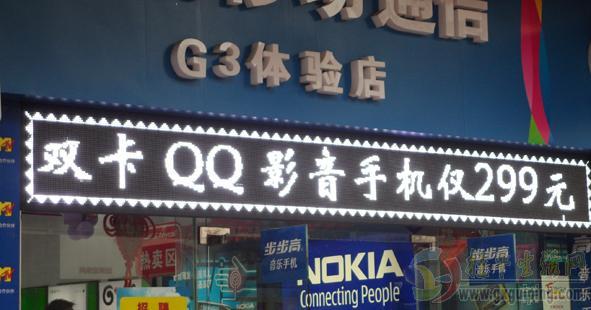 移动通信
G3体验店
双卡 QQ 影音手机仅299元
热卖区
步步高
音乐手机
NOKIA
Connecting People
步步高
音乐手机
招聘